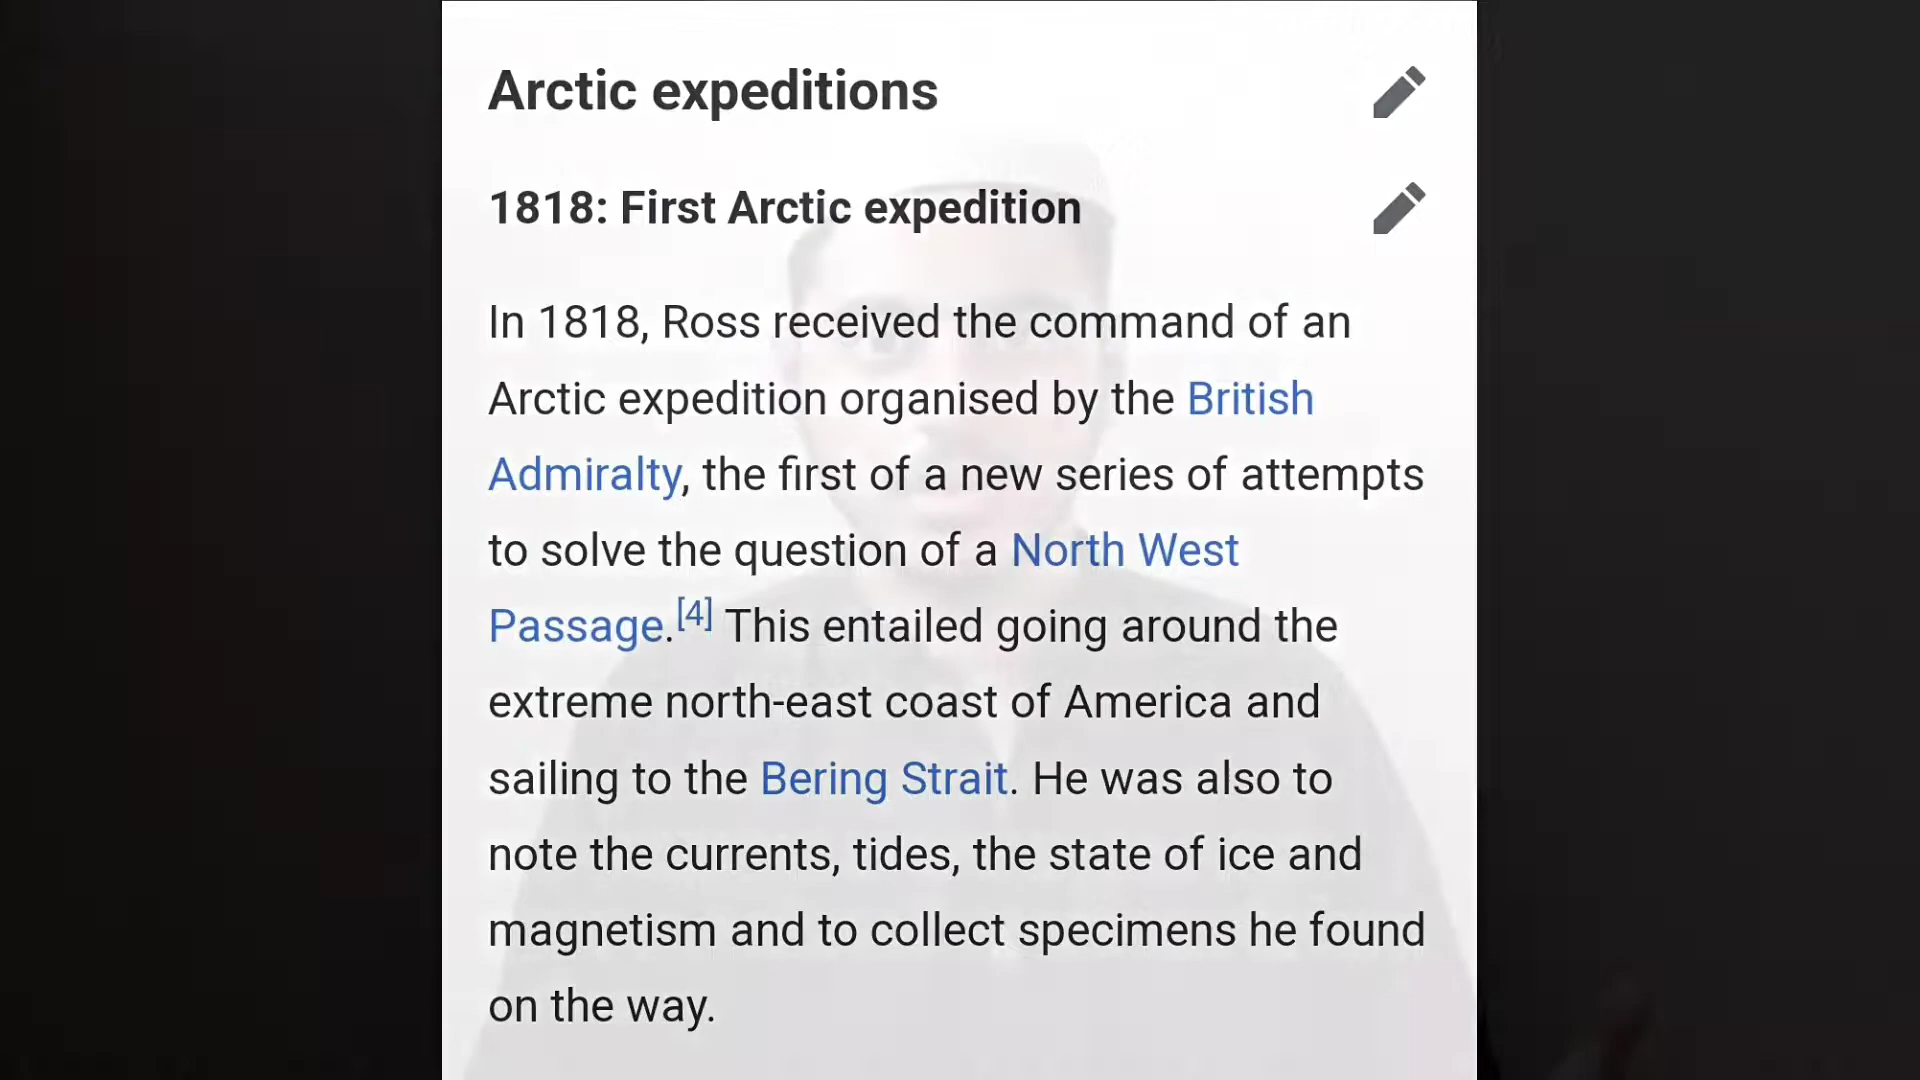 Arctic expeditions
1818: First Arctic expedition
In 1818, Ross received the command of an
Arctic expedition organised by the British
Admiralty, the first of a new series of attempts
to solve the question of a North West
Passage.[4] This entailed going around the
extreme north-east coast of America and
sailing to the Bering Strait. He was also to
note the currents, tides, the state of ice and
magnetism and to collect specimens he found
on the way.